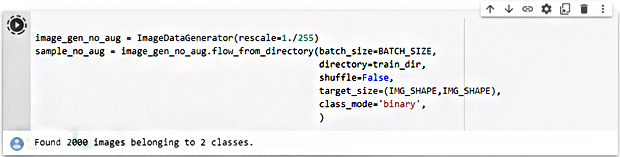 image_gen_no_aug = ImageDataGenerator(rescale=1./255)
sample_no_aug = image_gen_no_aug.flow_from_directory(batch_size=BATCH_SIZE,
directory=train_dir,
shuffle=False,
target_size=(IMG_SHAPE,IMG_SHAPE),
class_mode='binary',
)
Found 2000 images belonging to 2 classes.